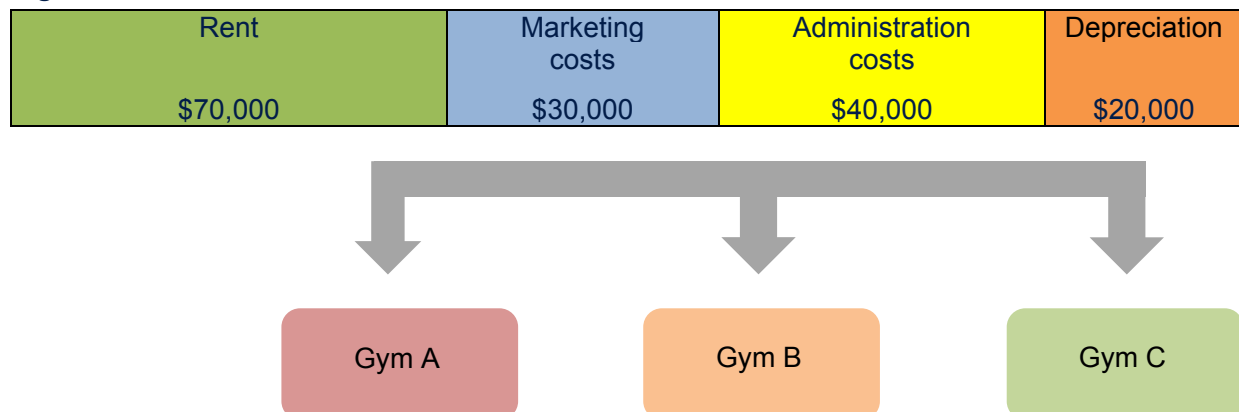 Rent Marketing Administration Depreciation
costs costs
$70,000 $30,000 $40,000 $20,000
Gym A Gym B Gym C